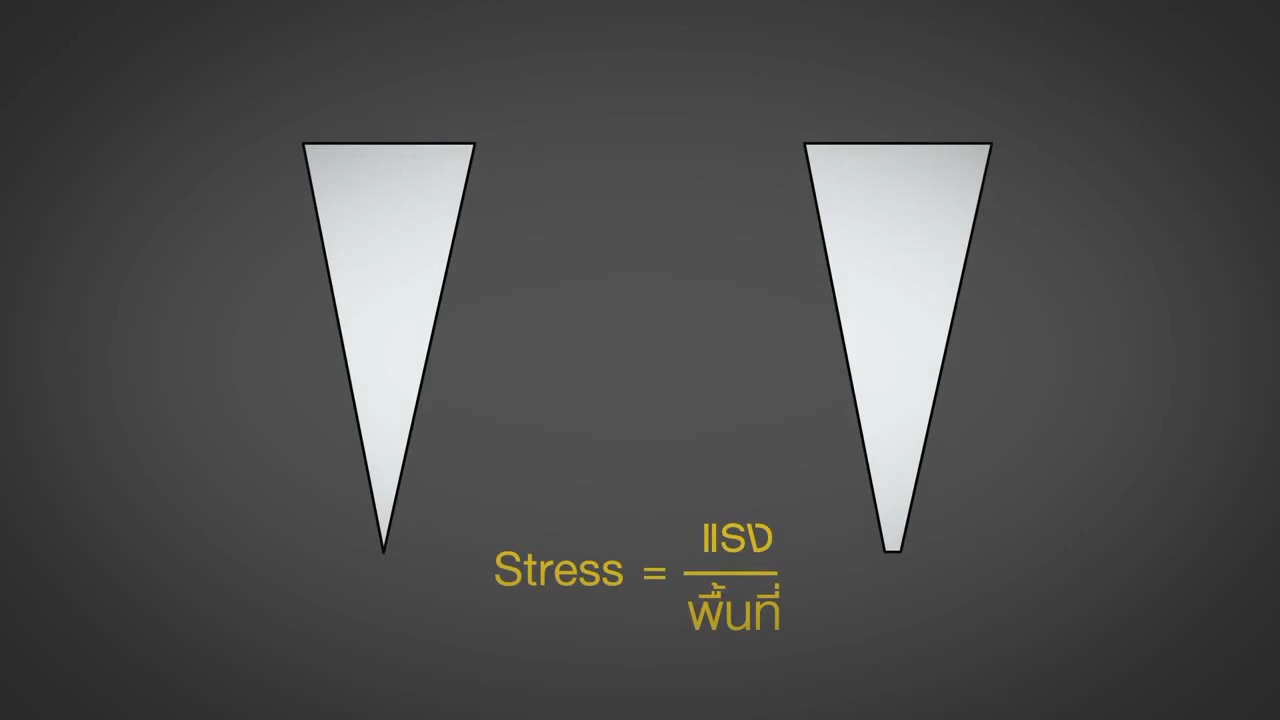 Stress = แรง
พื้นที่